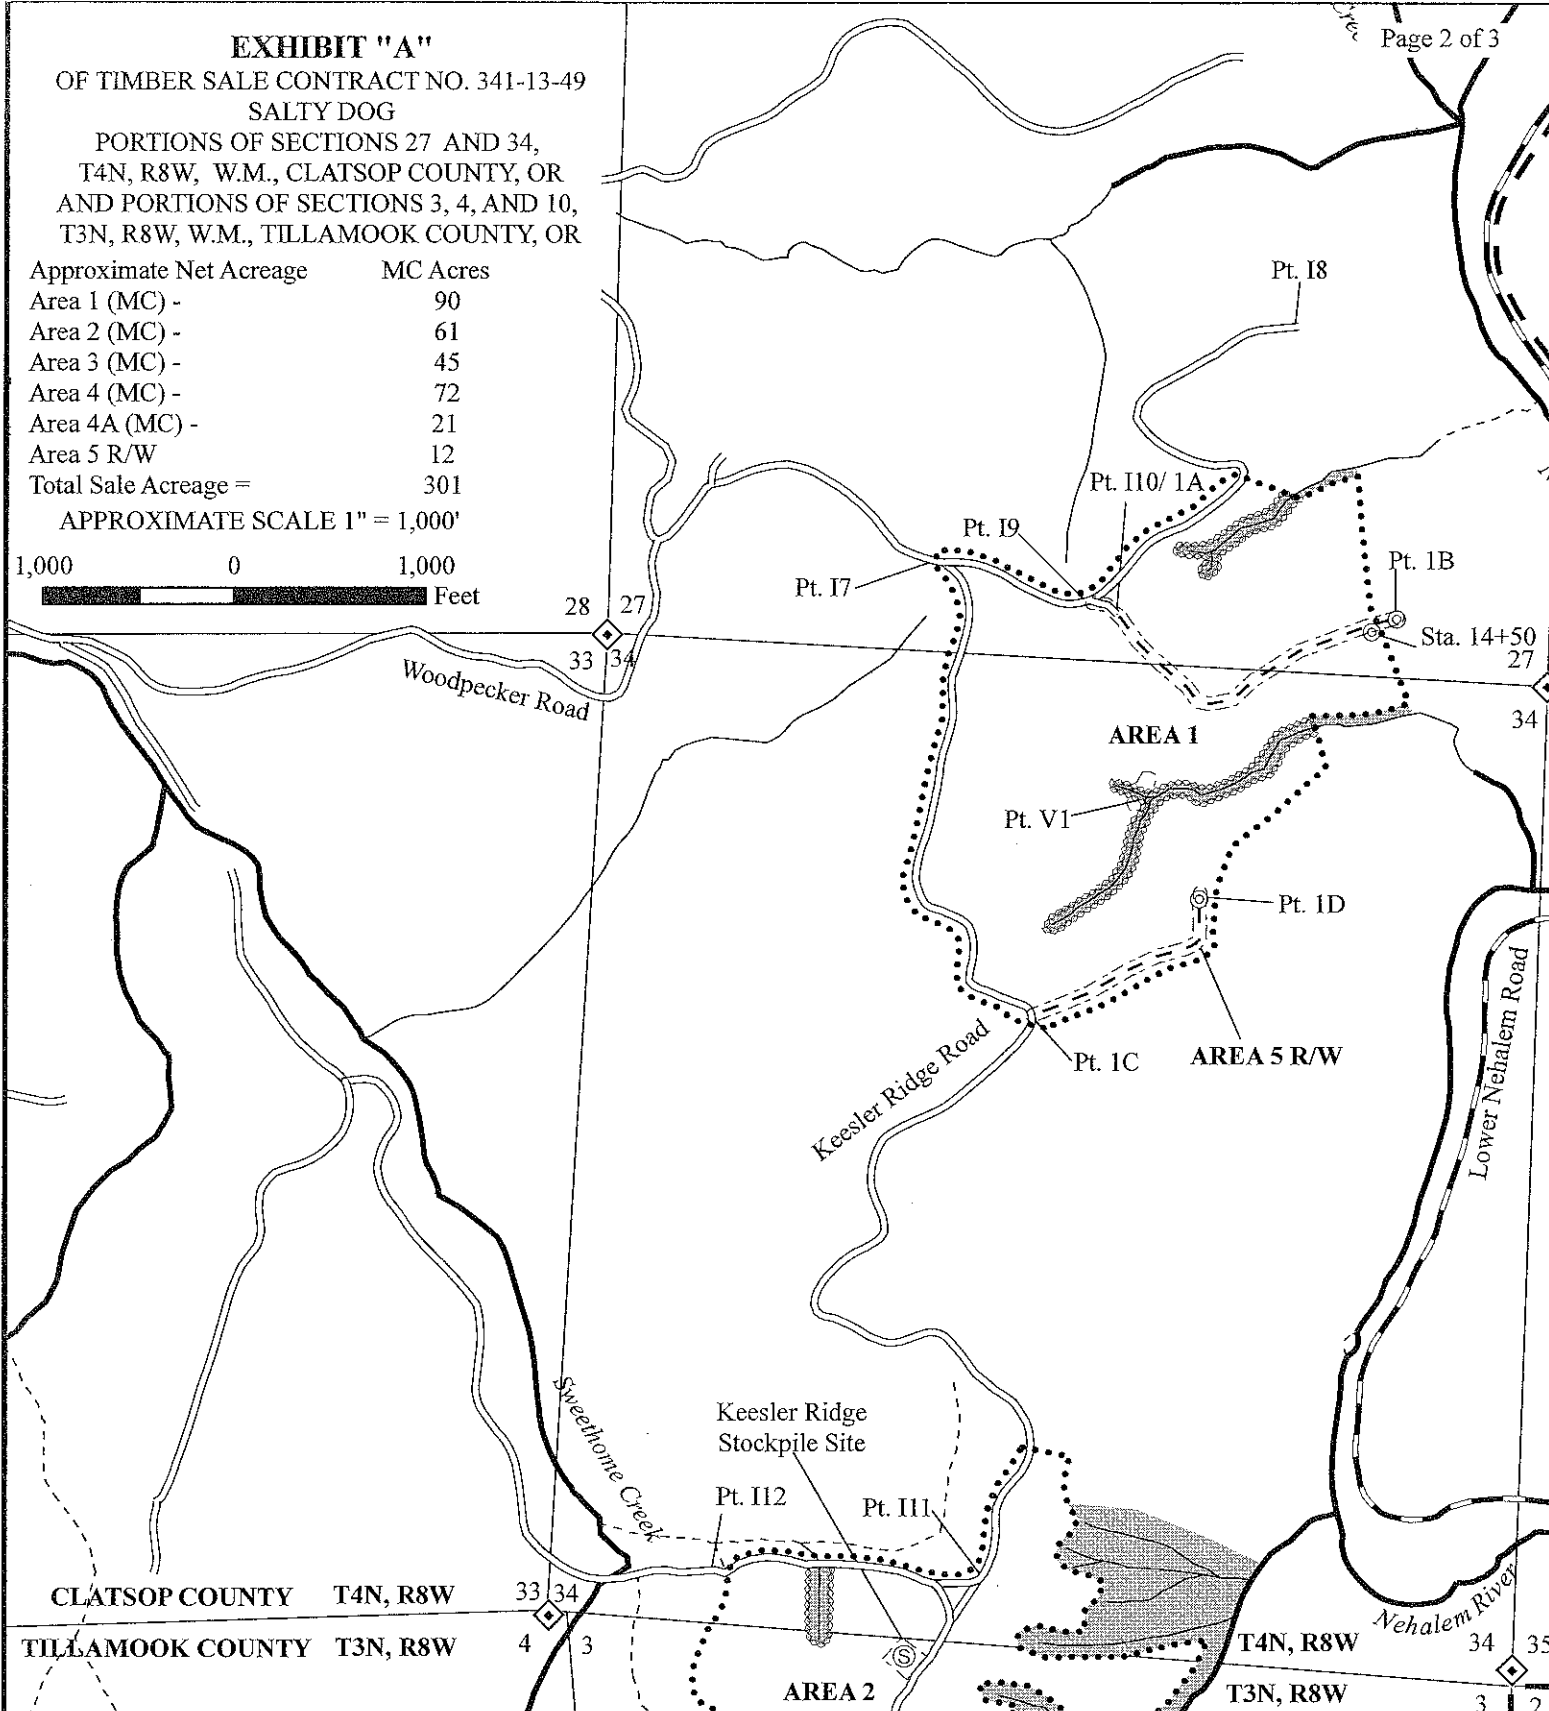 EXHIBIT "A"
Page 2 of 3
OF TIMBER SALE CONTRACT NO. 341-13-49
SALTY DOG
PORTIONS OF SECTIONS 27 AND 34,
T4N, R8W, W.M., CLATSOP COUNTY, OR
AND PORTIONS OF SECTIONS 3, 4, AND 10,
T3N, R8W, W.M., TILLAMOOK COUNTY, OR
Approximate Net Acreage MC Acres
Area 1 (MC) - 90
Area 2 (MC) - 61
Area 3 (MC) - 45
Area 4 (MC) - 72
Area 4A (MC) - 21
Area 5 R/W 12
Total Sale Acreage = 301
APPROXIMATE SCALE 1" = 1,000'
1,000 0 1,000
Feet
Pt. I8
Pt. I10/ 1A
Pt. I9
Pt. I7
Pt. 1B
Sta. 14+50
28 27
33 34
27
34
Woodpecker Road
AREA 1
Pt. V1
Pt. 1D
Pt. 1C
AREA 5 R/W
Keesler Ridge Road
Lower Nehalem Road
Sweethome Creek
Keesler Ridge
Stockpile Site
Pt. I12
Pt. I11
CLATSOP COUNTY T4N, R8W
33 34
TILLAMOOK COUNTY T3N, R8W
4 3
S
AREA 2
Nehalem River
T4N, R8W
T3N, R8W
34 35
3 2